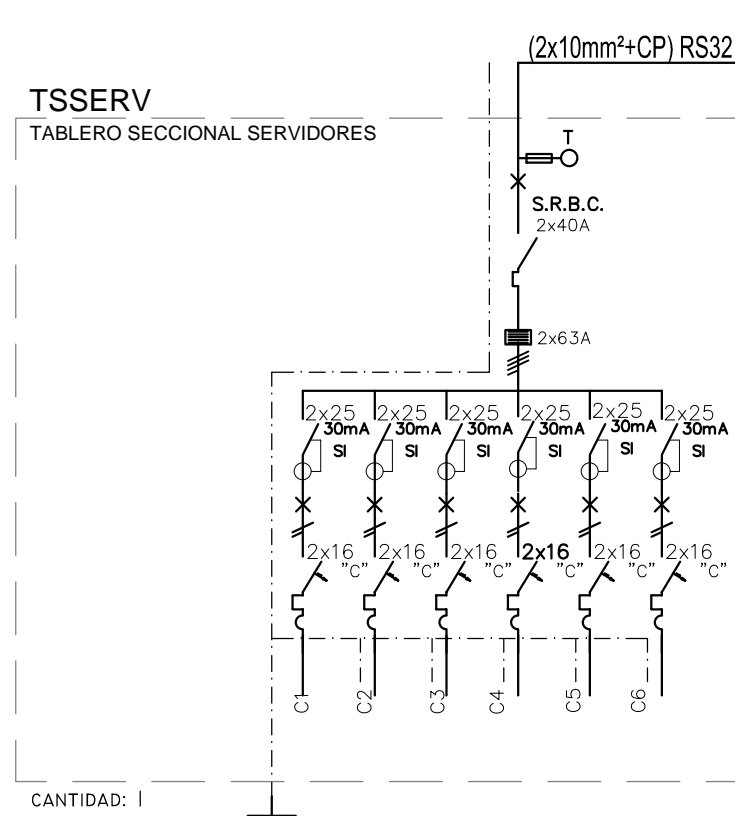 (2x10mm²+CP) RS32
TSSERV
TABLERO SECCIONAL SERVIDORES
T
S.R.B.C.
2x40A
2x63A
2x25 2x25 2x25 2x25 2x25 2x25
30mA 30mA 30mA 30mA 30mA 30mA
SI SI SI SI SI SI
2x16 2x16 2x16 2x16 2x16 2x16
"C" "C" "C" "C" "C" "C"
C1 C2 C3 C4 C5 C6
CANTIDAD: 1